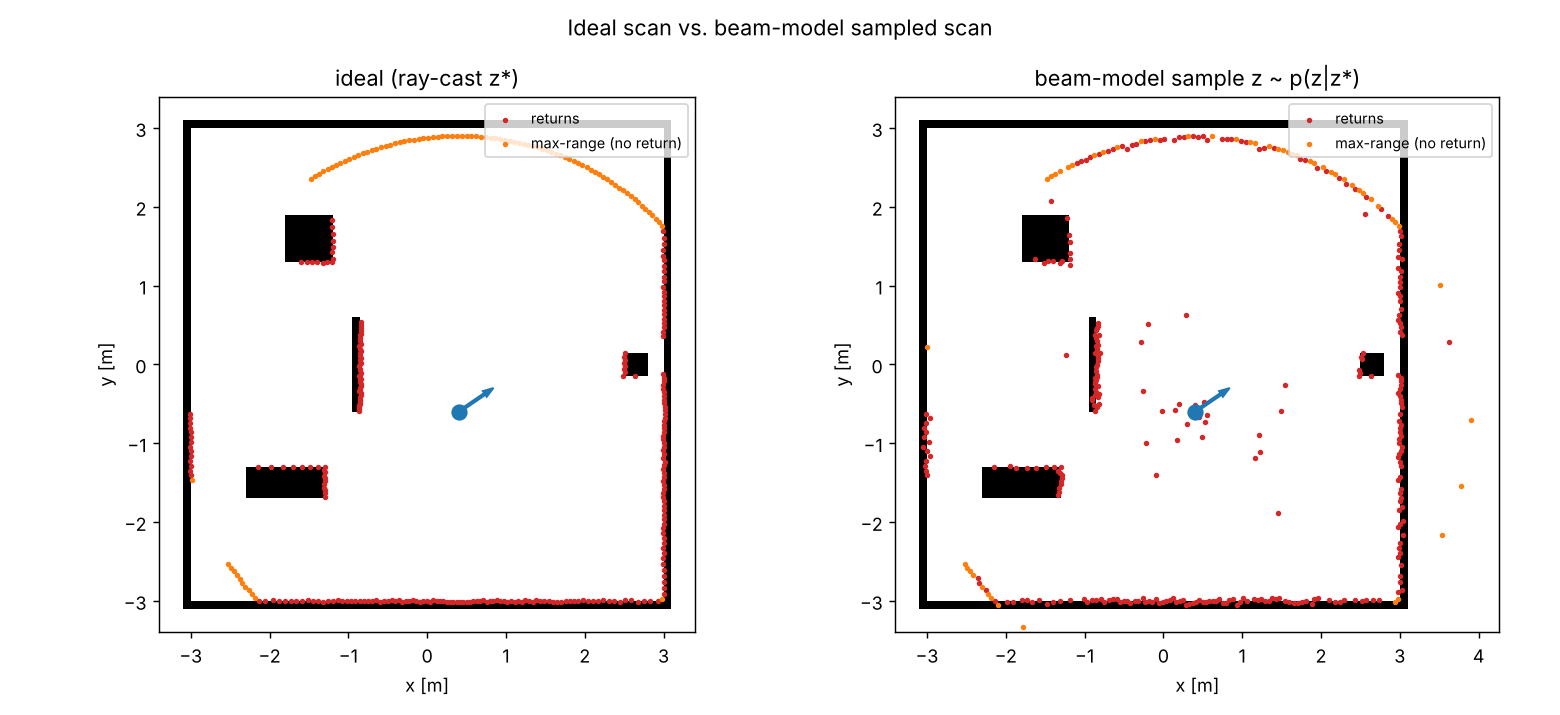 Ideal scan vs. beam-model sampled scan
ideal (ray-cast z*)
returns
max-range (no return)
3
2
1
0
−1
−2
−3
y [m]
−3
−2
−1
0
1
2
3
x [m]
beam-model sample z ~ p(z|z*)
returns
max-range (no return)
3
2
1
0
−1
−2
−3
y [m]
−3
−2
−1
0
1
2
3
4
x [m]